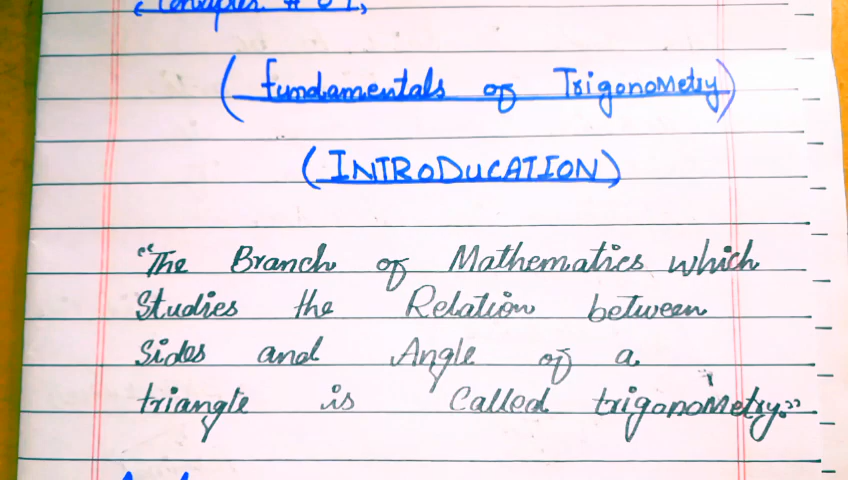 (Fundamentals of Trigonometry)
(INTRODUCATION)
"The Branch of Mathematics which
Studies the Relation between
Sides and Angle of a
triangle is Called trigonometry."